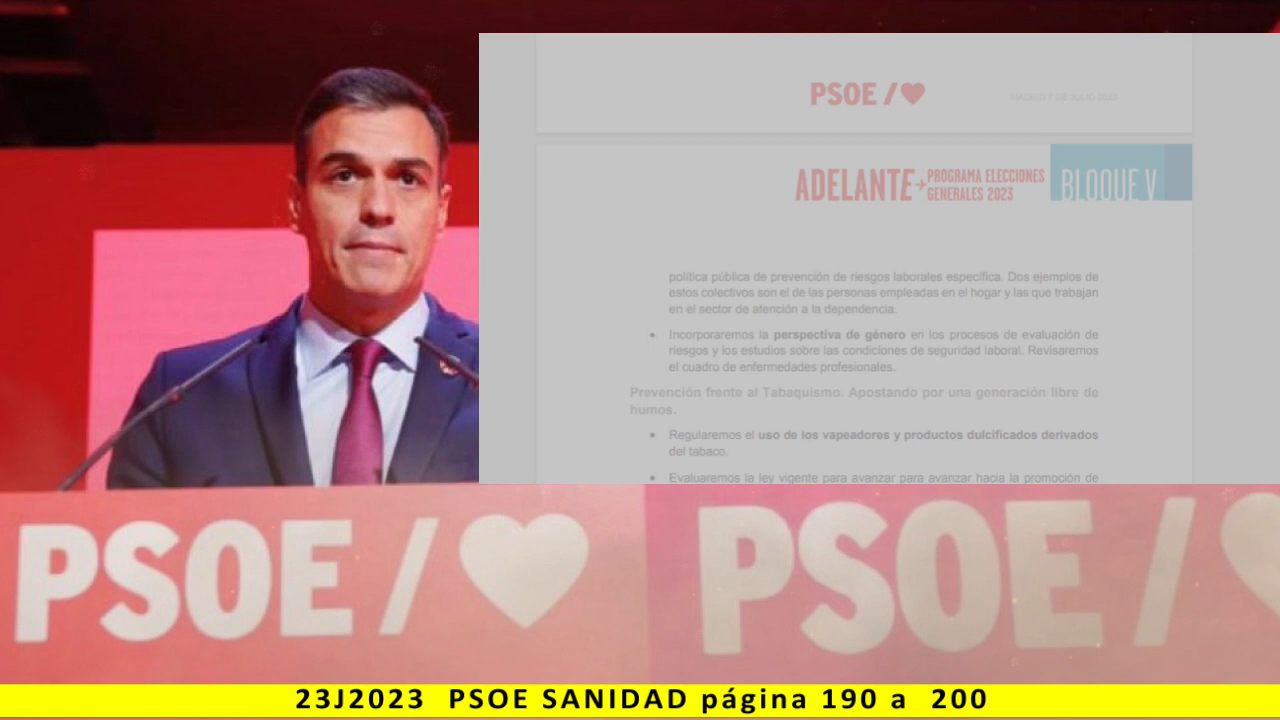 PSOE /
MADRID 7 DE JULIO 2023
ADELANTE → PROGRAMA ELECCIONES
GENERALES 2023
BLOQUE V
política pública de prevención de riesgos laborales específica. Dos ejemplos de
estos colectivos son el de las personas empleadas en el hogar y las que trabajan
en el sector de atención a la dependencia.
• Incorporaremos la perspectiva de género en los procesos de evaluación de
riesgos y los estudios sobre las condiciones de seguridad laboral. Revisaremos
el cuadro de enfermedades profesionales.
Prevención frente al Tabaquismo. Apostando por una generación libre de
humos.
• Regularemos el uso de los vapeadores y productos dulcificados derivados
del tabaco.
• Evaluaremos la ley vigente para avanzar para avanzar hacia la promoción de
PSOE /
PSOE /
23J2023 PSOE SANIDAD página 190 a 200